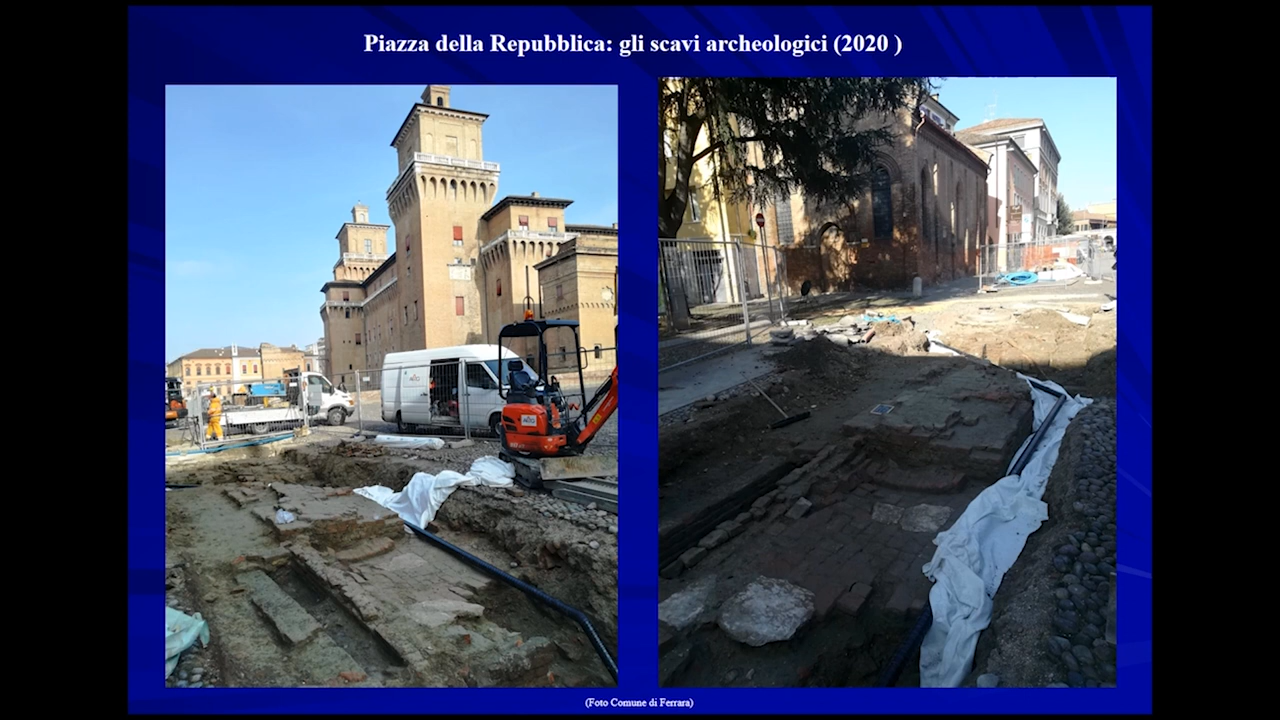 Piazza della Repubblica: gli scavi archeologici (2020 )
(Foto Comune di Ferrara)